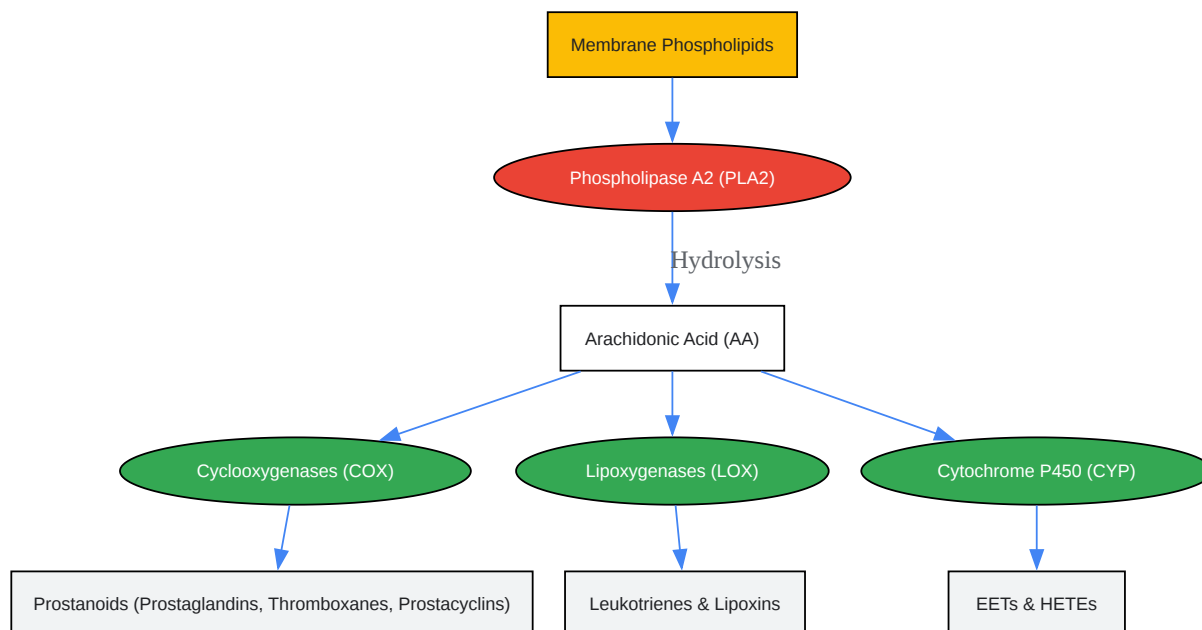 Membrane Phospholipids
Phospholipase A2 (PLA2)
Hydrolysis
Arachidonic Acid (AA)
Cyclooxygenases (COX)
Lipoxygenases (LOX)
Cytochrome P450 (CYP)
Prostanoids (Prostaglandins, Thromboxanes, Prostacyclins)
Leukotrienes & Lipoxins
EETs & HETEs